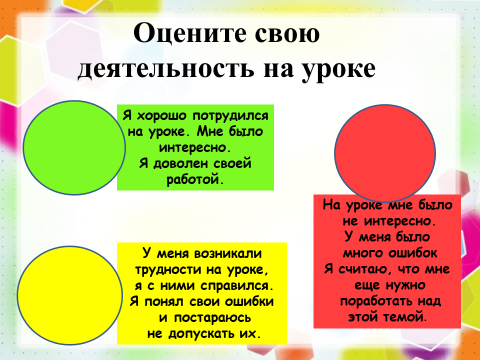 Оцените свою
деятельность на уроке
Я хорошо потрудился
на уроке. Мне было
интересно.
Я доволен своей
работой.
На уроке мне было
не интересно.
У меня было
много ошибок
Я считаю, что мне
еще нужно
поработать над
этой темой.
У меня возникали
трудности на уроке,
я с ними справился.
Я понял свои ошибки
и постараюсь
не допускать их.